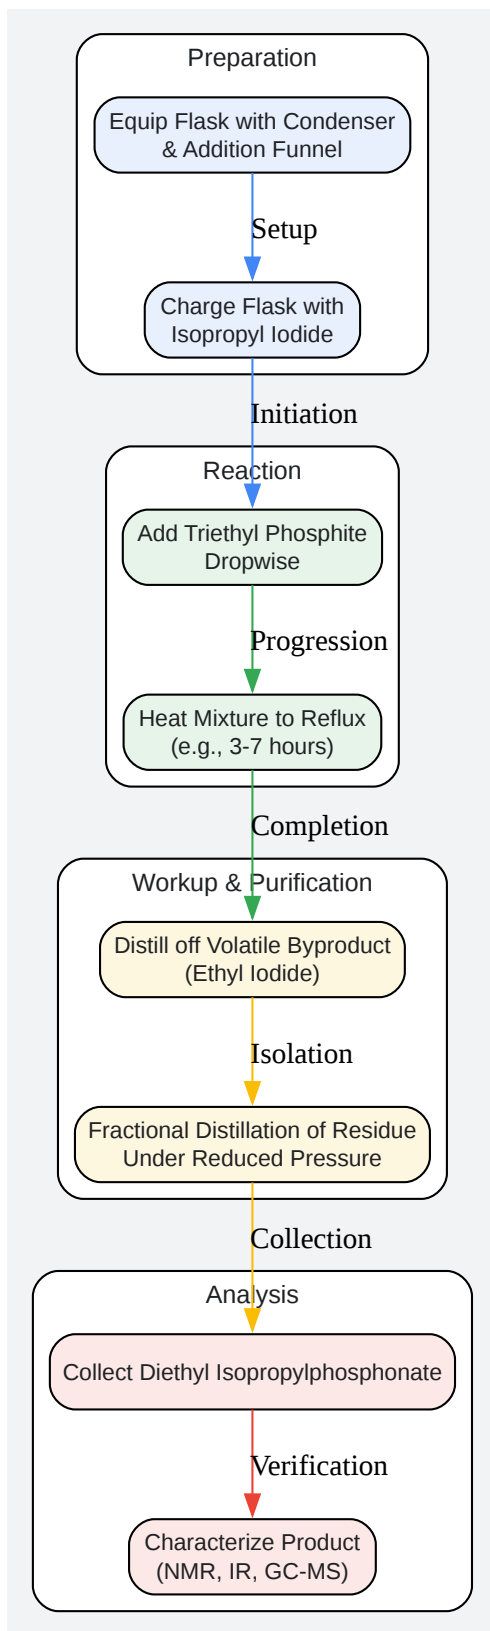 Preparation
Equip Flask with Condenser
& Addition Funnel
Setup
Charge Flask with
Isopropyl Iodide
Initiation
Reaction
Add Triethyl Phosphite
Dropwise
Progression
Heat Mixture to Reflux
(e.g., 3-7 hours)
Completion
Workup & Purification
Distill off Volatile Byproduct
(Ethyl Iodide)
Isolation
Fractional Distillation of Residue
Under Reduced Pressure
Collection
Analysis
Collect Diethyl Isopropylphosphonate
Verification
Characterize Product
(NMR, IR, GC-MS)